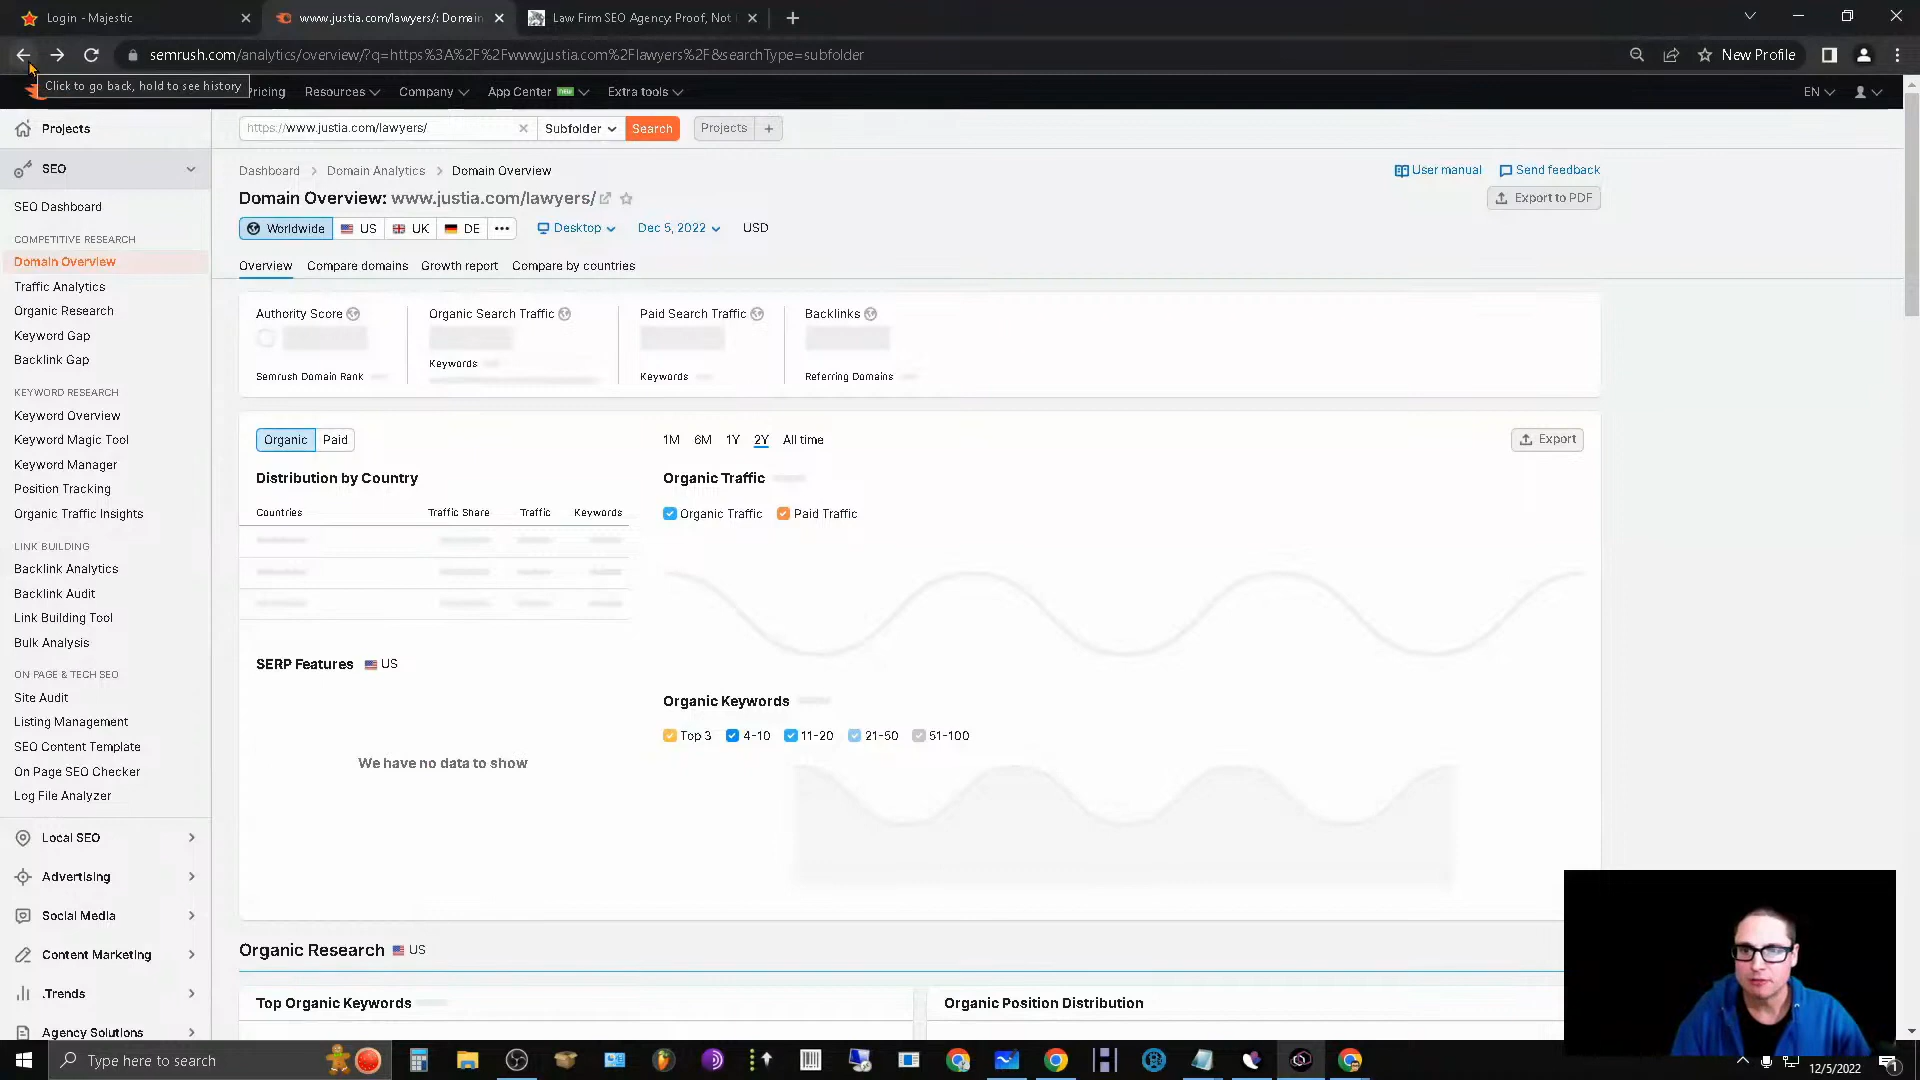 Login - Majestic
www.justia.com/lawyers/: Domain
Law Firm SEO Agency: Proof, Not
semrush.com/analytics/overview/?q=https%3A%2F%2Fwww.justia.com%2Flawyers%2F&searchType=subfolder
New Profile
Click to go back, hold to see history
Pricing
Resources
Company
App Center
new
Extra tools
EN
Projects
https://www.justia.com/lawyers/
Subfolder
Search
Projects
+
SEO
Dashboard
Domain Analytics
Domain Overview
User manual
Send feedback
Domain Overview: www.justia.com/lawyers/
Export to PDF
SEO Dashboard
Worldwide
US
UK
DE
•••
Desktop
Dec 5, 2022
USD
COMPETITIVE RESEARCH
Domain Overview
Overview
Compare domains
Growth report
Compare by countries
Traffic Analytics
Organic Research
Keyword Gap
Backlink Gap
Authority Score
Organic Search Traffic
Paid Search Traffic
Backlinks
Keywords
Semrush Domain Rank
Keywords
Referring Domains
KEYWORD RESEARCH
Keyword Overview
Keyword Magic Tool
Keyword Manager
Position Tracking
Organic Traffic Insights
Organic
Paid
1M
6M
1Y
2Y
All time
Export
Distribution by Country
Organic Traffic
Countries
Traffic Share
Traffic
Keywords
Organic Traffic
Paid Traffic
LINK BUILDING
Backlink Analytics
Backlink Audit
Link Building Tool
Bulk Analysis
SERP Features
US
ON PAGE & TECH SEO
Site Audit
Listing Management
SEO Content Template
On Page SEO Checker
Log File Analyzer
Organic Keywords
Top 3
4-10
11-20
21-50
51-100
We have no data to show
Local SEO
Advertising
Social Media
Content Marketing
.Trends
Agency Solutions
Organic Research
US
Top Organic Keywords
Organic Position Distribution
Type here to search
12/5/2022
1